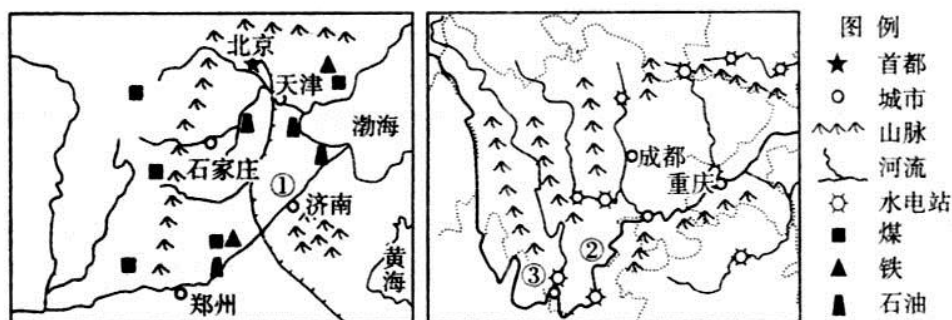 北京
天津
渤海
石家庄
①
济南
黄海
郑州
成都
重庆
②
③
图例
首都
城市
山脉
河流
水电站
煤
铁
石油